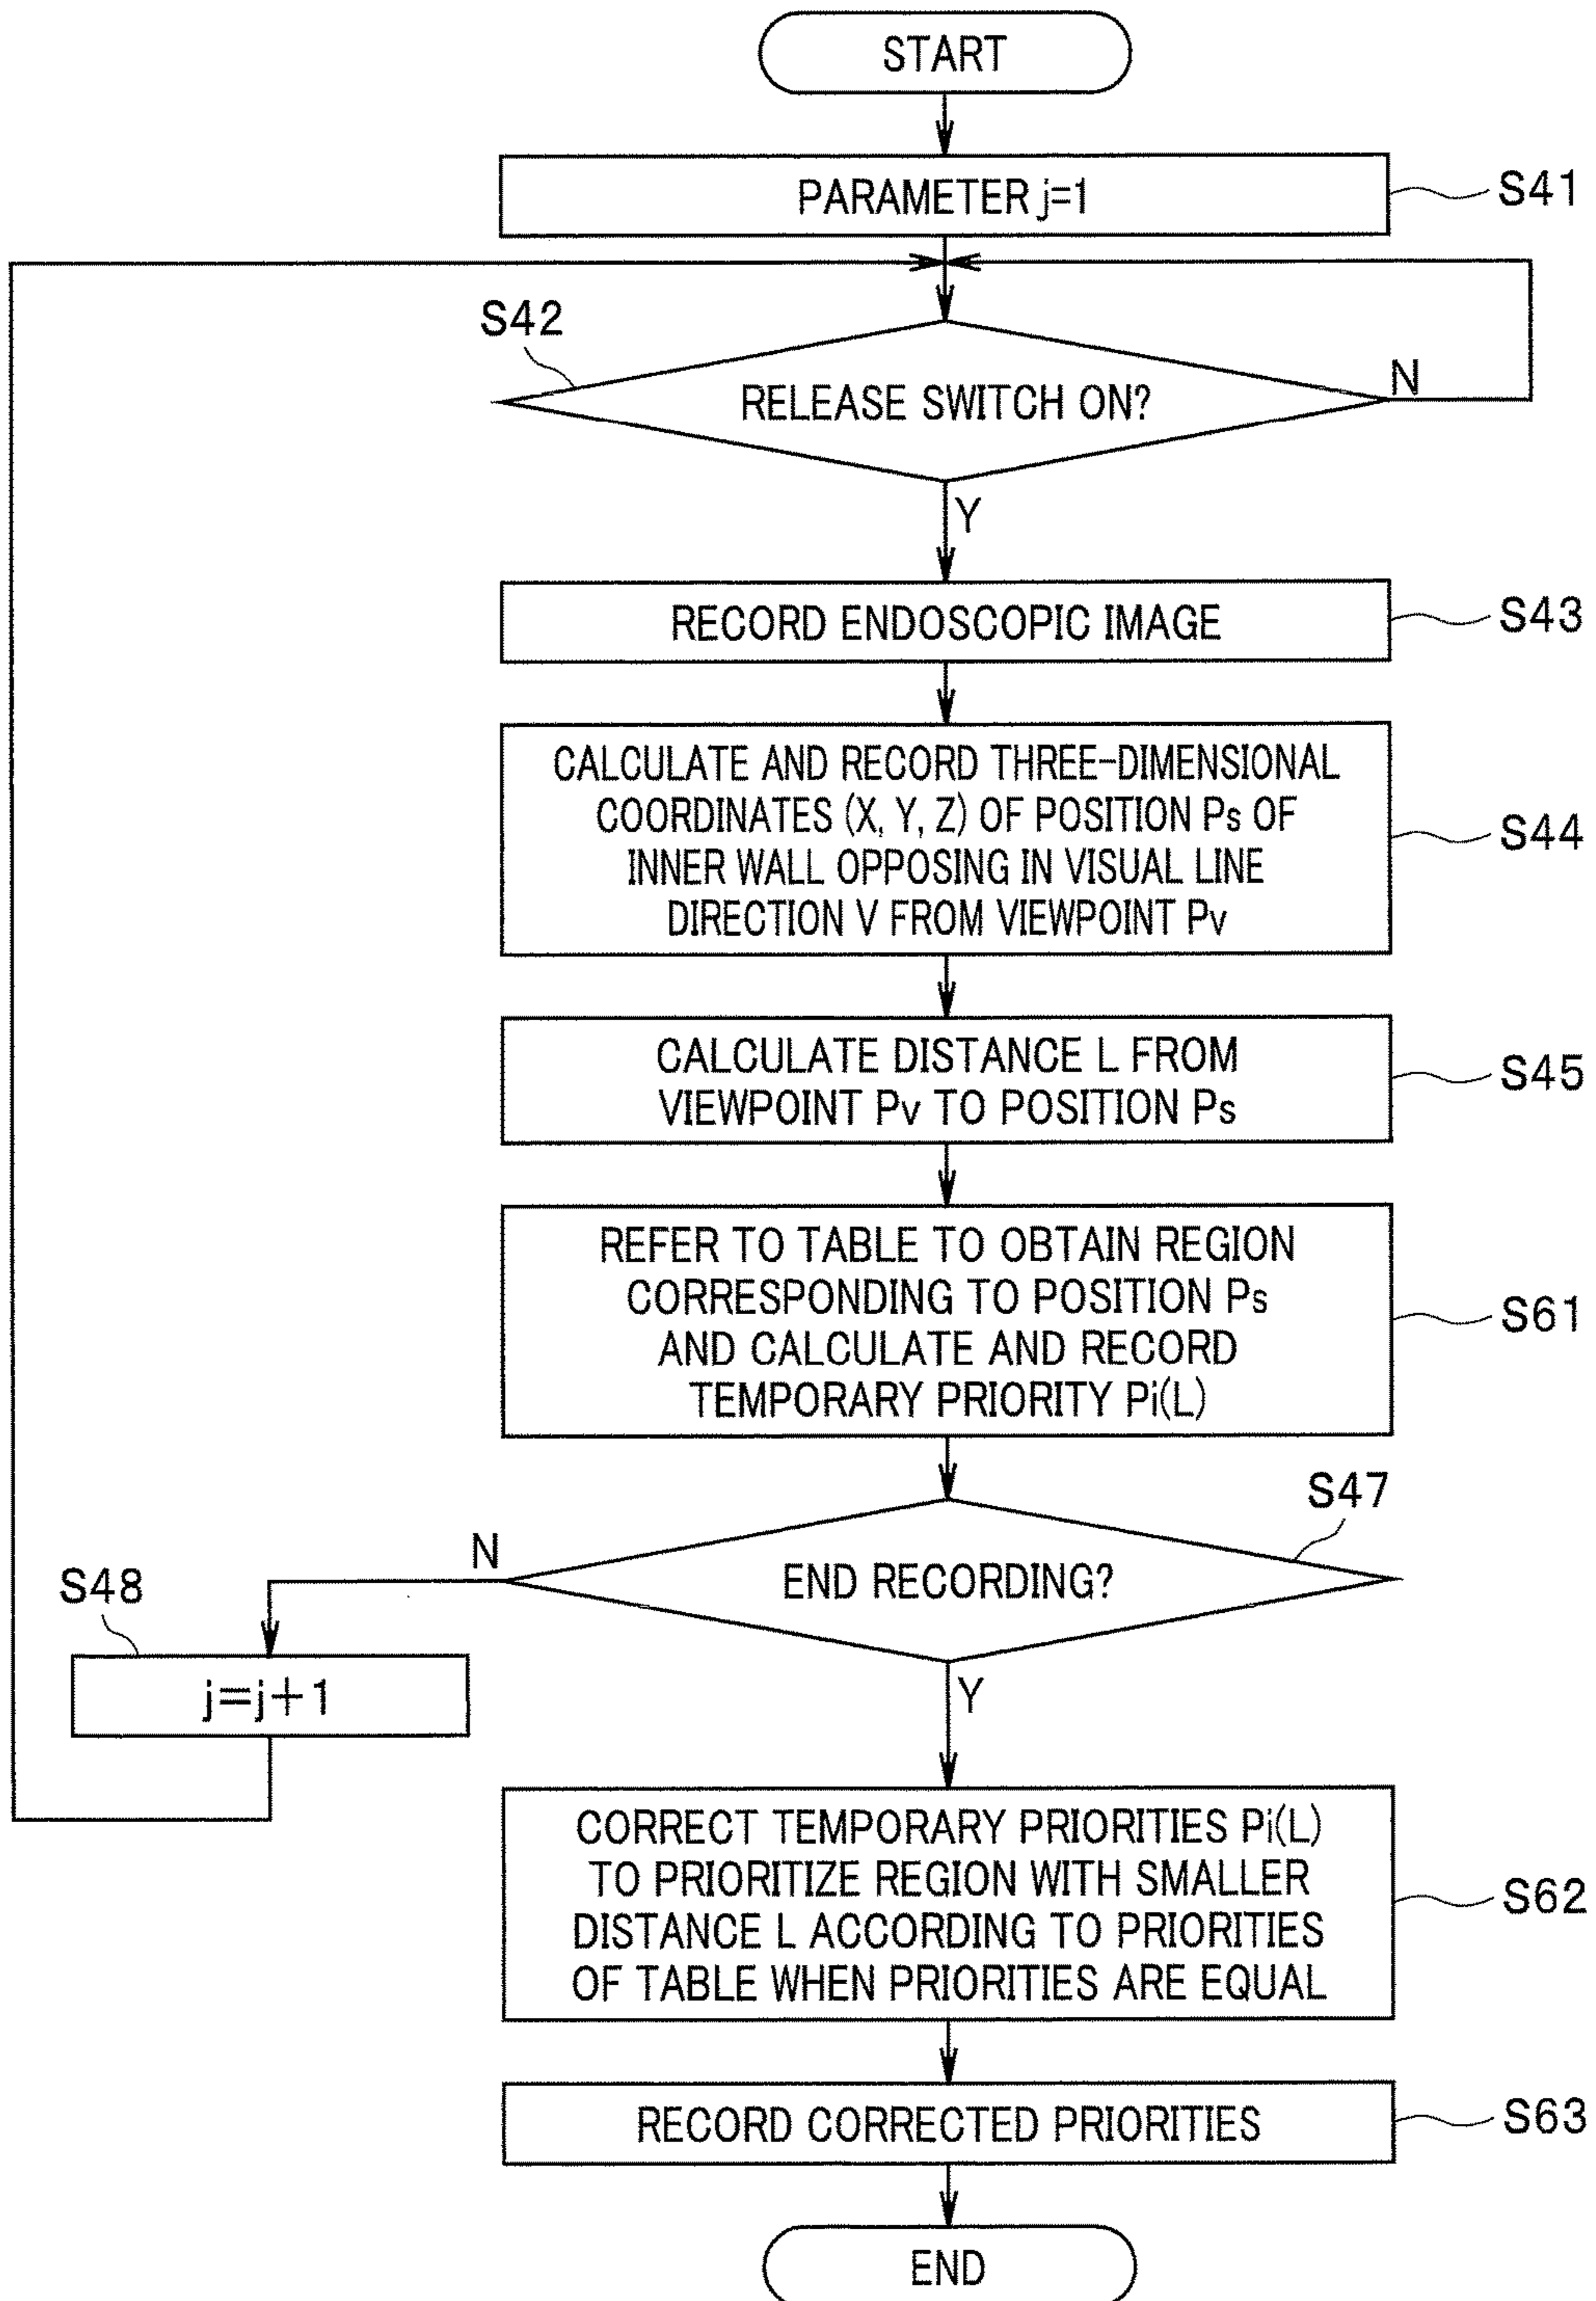 START
PARAMETER j=1
S41
S42
RELEASE SWITCH ON?
N
Y
RECORD ENDOSCOPIC IMAGE
S43
CALCULATE AND RECORD THREE-DIMENSIONAL
COORDINATES (X, Y, Z) OF POSITION Ps OF
INNER WALL OPPOSING IN VISUAL LINE
DIRECTION V FROM VIEWPOINT Pv
S44
CALCULATE DISTANCE L FROM
VIEWPOINT Pv TO POSITION Ps
S45
REFER TO TABLE TO OBTAIN REGION
CORRESPONDING TO POSITION Ps
AND CALCULATE AND RECORD
TEMPORARY PRIORITY Pi(L)
S61
S47
END RECORDING?
N
S48
j=j+1
Y
CORRECT TEMPORARY PRIORITIES Pi(L)
TO PRIORITIZE REGION WITH SMALLER
DISTANCE L ACCORDING TO PRIORITIES
OF TABLE WHEN PRIORITIES ARE EQUAL
S62
RECORD CORRECTED PRIORITIES
S63
END